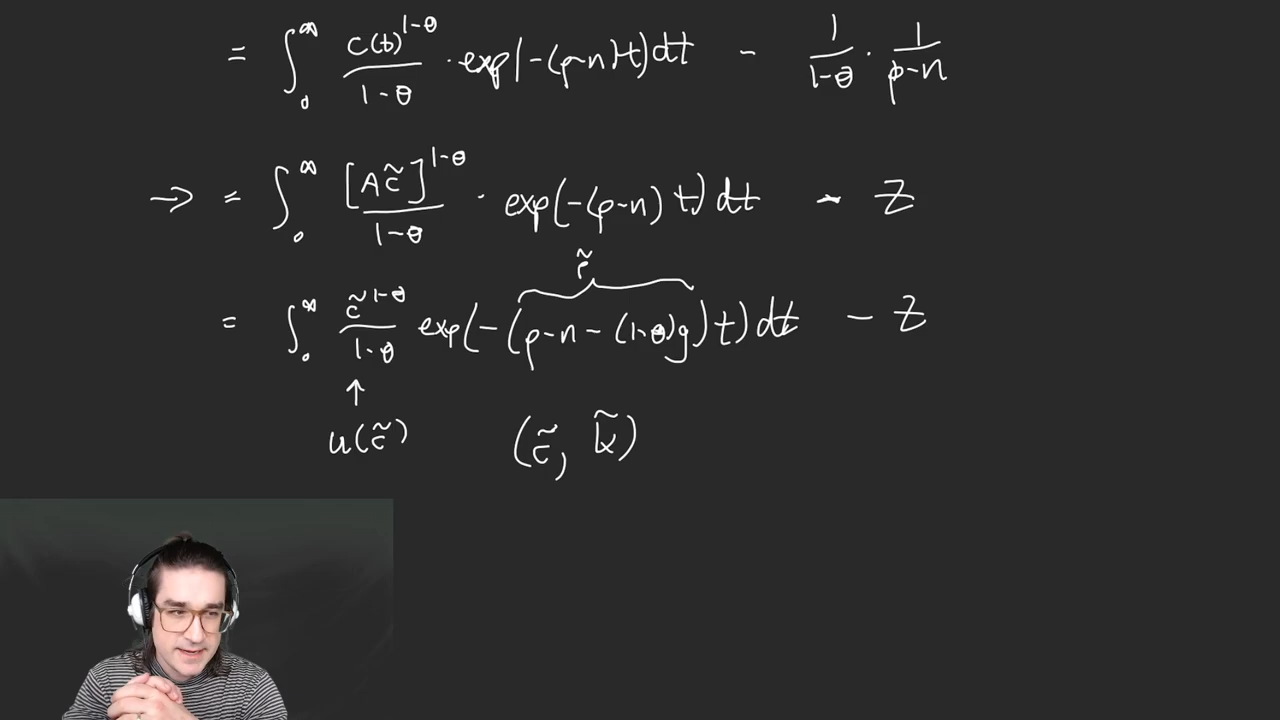 = ∫₀^∞ c(t)^{1-θ} / (1-θ) · exp(-(ρ-n)t) dt - 1/(1-θ) · 1/(ρ-n)
→ = ∫₀^∞ [Ac̃]^{1-θ} / (1-θ) · exp(-(ρ-n)t) dt - Z
ρ̃
= ∫₀^∞ c̃^{1-θ} / (1-θ) exp(-(ρ-n-(1-θ)g)t) dt - Z
↑
u(c̃) (c̃, k̃)